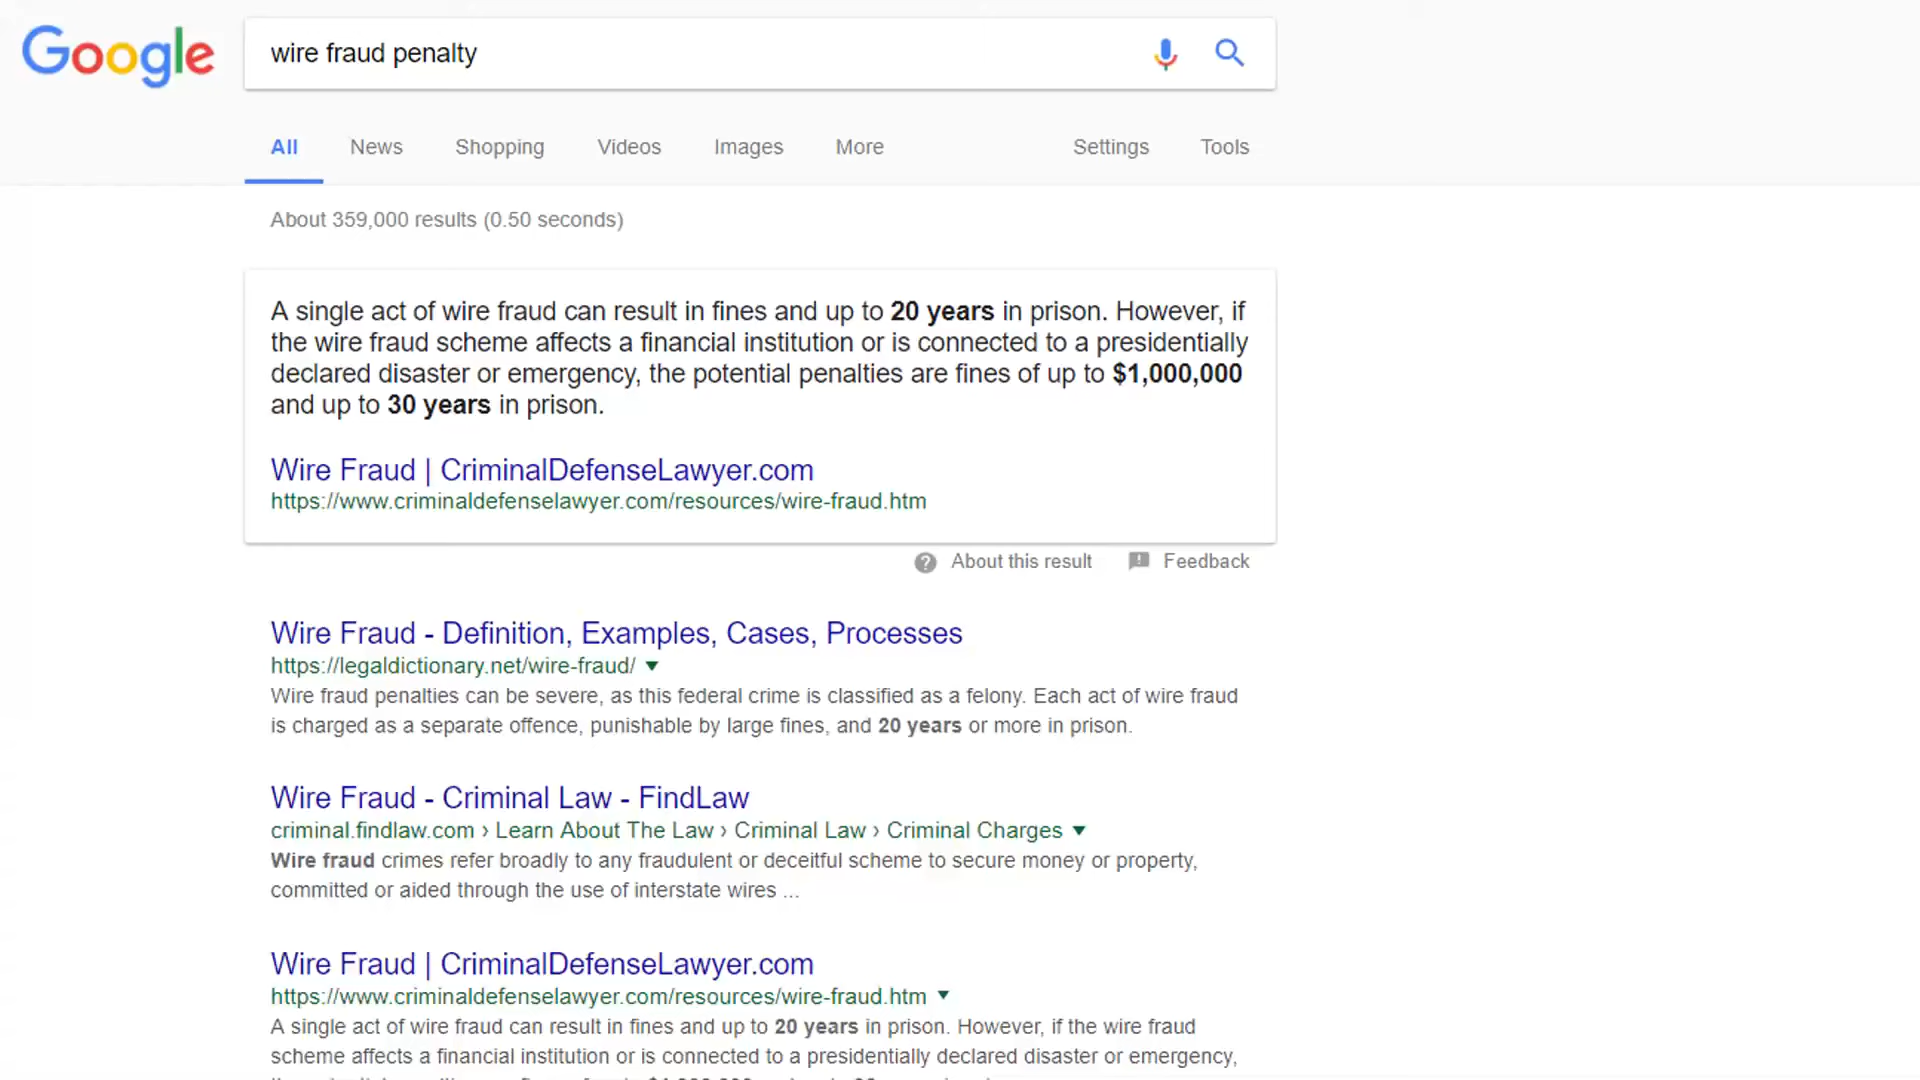 Google
wire fraud penalty
All News Shopping Videos Images More Settings Tools
About 359,000 results (0.50 seconds)
A single act of wire fraud can result in fines and up to 20 years in prison. However, if
the wire fraud scheme affects a financial institution or is connected to a presidentially
declared disaster or emergency, the potential penalties are fines of up to $1,000,000
and up to 30 years in prison.
Wire Fraud | CriminalDefenseLawyer.com
https://www.criminaldefenselawyer.com/resources/wire-fraud.htm
About this result Feedback
Wire Fraud - Definition, Examples, Cases, Processes
https://legaldictionary.net/wire-fraud/
Wire fraud penalties can be severe, as this federal crime is classified as a felony. Each act of wire fraud
is charged as a separate offence, punishable by large fines, and 20 years or more in prison.
Wire Fraud - Criminal Law - FindLaw
criminal.findlaw.com › Learn About The Law › Criminal Law › Criminal Charges
Wire fraud crimes refer broadly to any fraudulent or deceitful scheme to secure money or property,
committed or aided through the use of interstate wires ...
Wire Fraud | CriminalDefenseLawyer.com
https://www.criminaldefenselawyer.com/resources/wire-fraud.htm
A single act of wire fraud can result in fines and up to 20 years in prison. However, if the wire fraud
scheme affects a financial institution or is connected to a presidentially declared disaster or emergency,